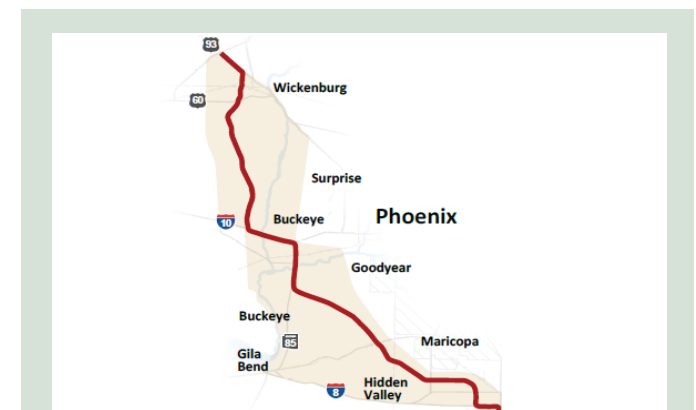 93
Wickenburg
60
Surprise
Phoenix
10
Buckeye
Goodyear
Buckeye
85
Maricopa
Gila
Bend
Hidden
Valley
8